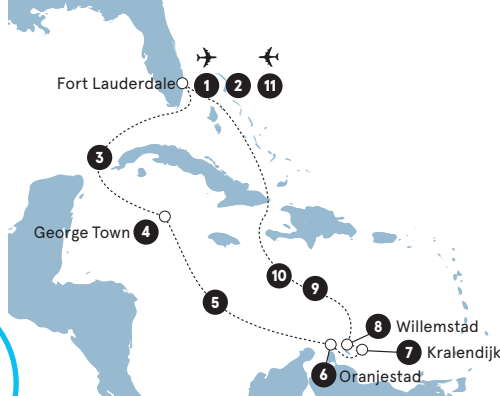 Fort Lauderdale 1 2 11
3
George Town 4
10 9
5
8 Willemstad
7 Kralendijk
6 Oranjestad